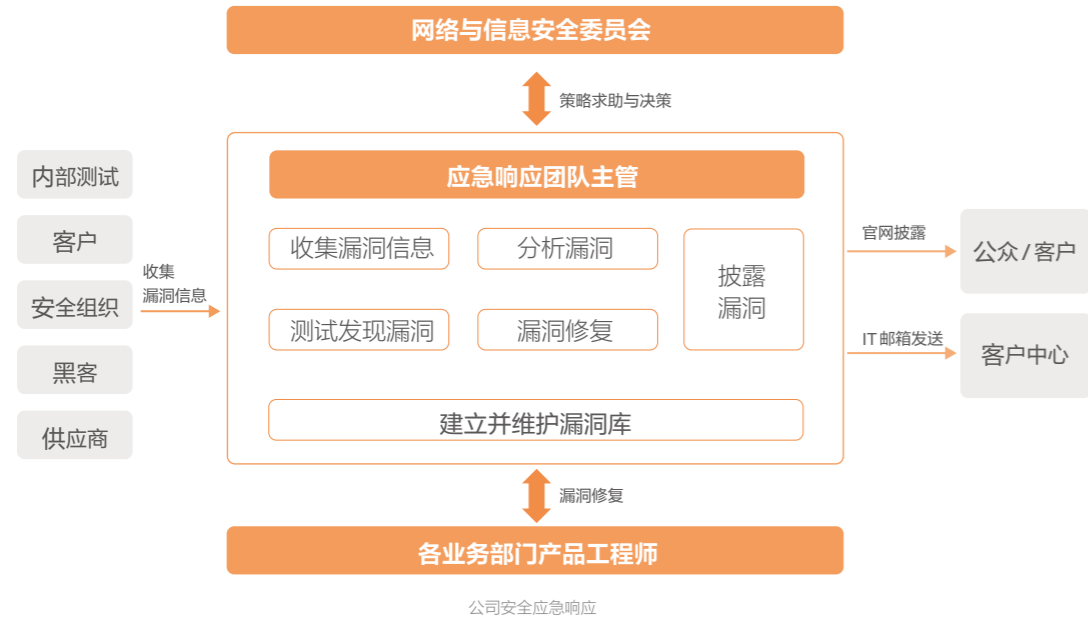 网络与信息安全委员会
策略求助与决策
内部测试
客户
安全组织
黑客
供应商
收集
漏洞信息
应急响应团队主管
收集漏洞信息
分析漏洞
披露
漏洞
测试发现漏洞
漏洞修复
建立并维护漏洞库
官网披露
公众/客户
IT邮箱发送
客户中心
漏洞修复
各业务部门产品工程师
公司安全应急响应